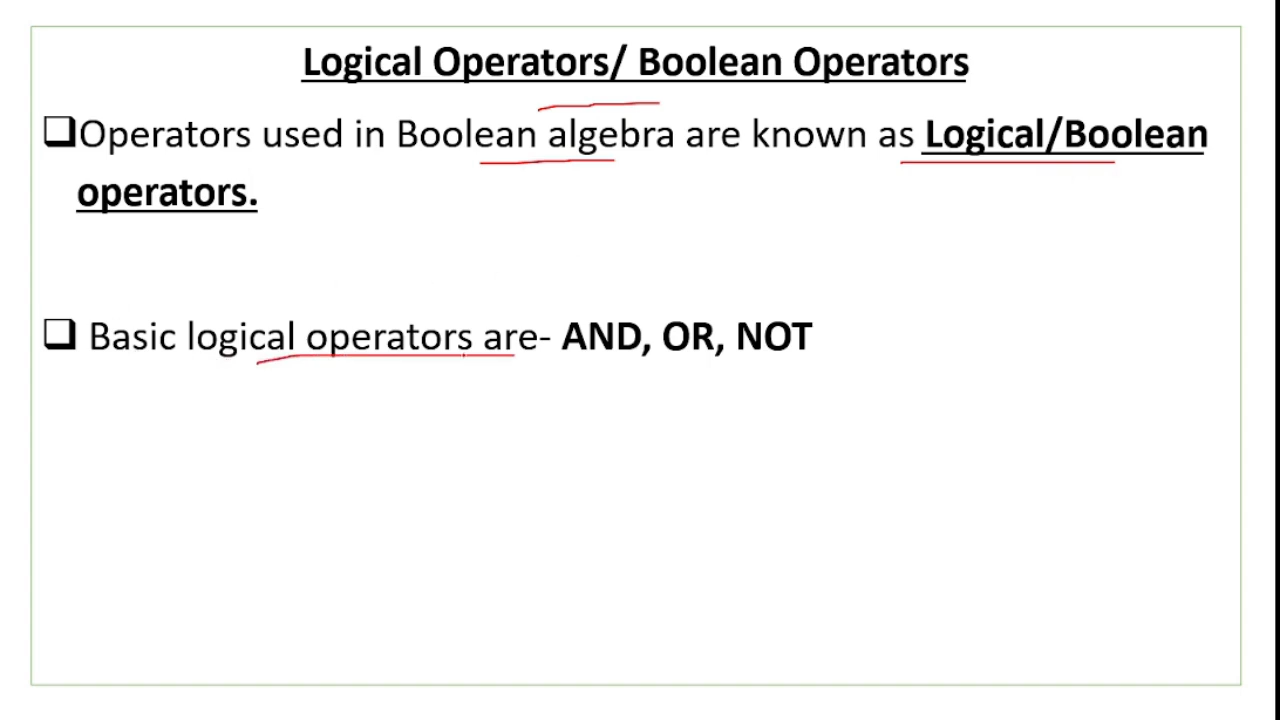 Logical Operators/ Boolean Operators
❑Operators used in Boolean algebra are known as Logical/Boolean
operators.
❑ Basic logical operators are- AND, OR, NOT